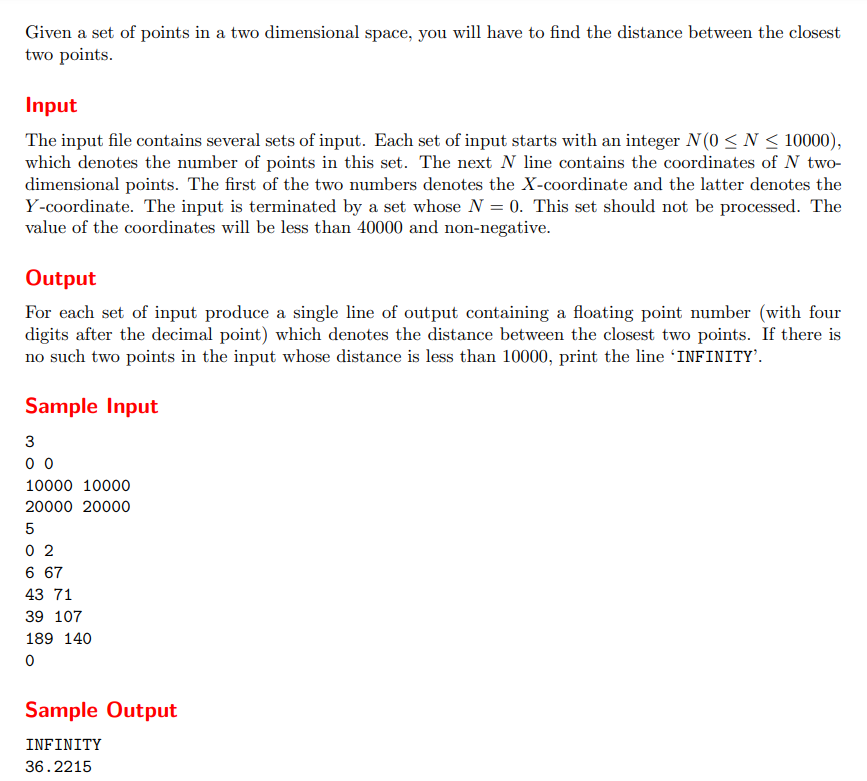 Given a set of points in a two dimensional space, you will have to find the distance between the closest
two points.
Input
The input file contains several sets of input. Each set of input starts with an integer N(0 ≤ N ≤ 10000),
which denotes the number of points in this set. The next N line contains the coordinates of N two-
dimensional points. The first of the two numbers denotes the X-coordinate and the latter denotes the
Y-coordinate. The input is terminated by a set whose N = 0. This set should not be processed. The
value of the coordinates will be less than 40000 and non-negative.
Output
For each set of input produce a single line of output containing a floating point number (with four
digits after the decimal point) which denotes the distance between the closest two points. If there is
no such two points in the input whose distance is less than 10000, print the line ‘INFINITY’.
Sample Input
3
0 0
10000 10000
20000 20000
5
0 2
6 67
43 71
39 107
189 140
0
Sample Output
INFINITY
36.2215